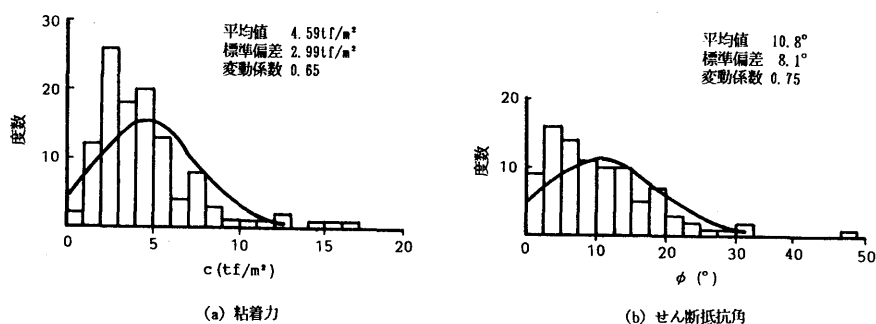 平均値 4.59tf/m²
標準偏差 2.99tf/m²
変動係数 0.65
30
20
10
度数
0 5 10 15 20
c(tf/m²)
(a) 粘着力
平均値 10.8°
標準偏差 8.1°
変動係数 0.75
20
10
度数
0 10 20 30 40 50
φ (°)
(b) せん断抵抗角